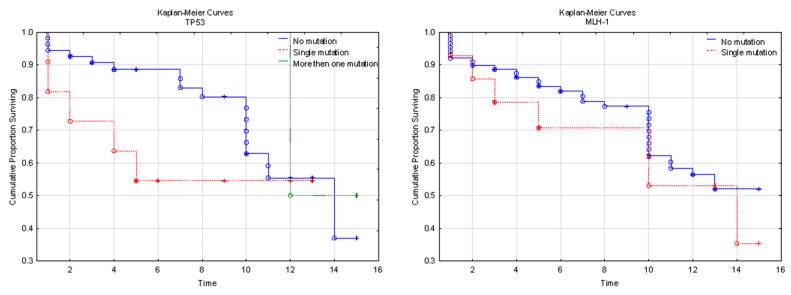 Kaplan-Meier Curves
TP53
No mutation
Single mutation
More then one mutation
Cumulative Proportion Surviving
1.0
0.9
0.8
0.7
0.6
0.5
0.4
0.3
2 4 6 8 10 12 14 16
Time
Kaplan-Meier Curves
MLH-1
No mutation
Single mutation
Cumulative Proportion Surviving
1.0
0.9
0.8
0.7
0.6
0.5
0.4
0.3
2 4 6 8 10 12 14 16
Time